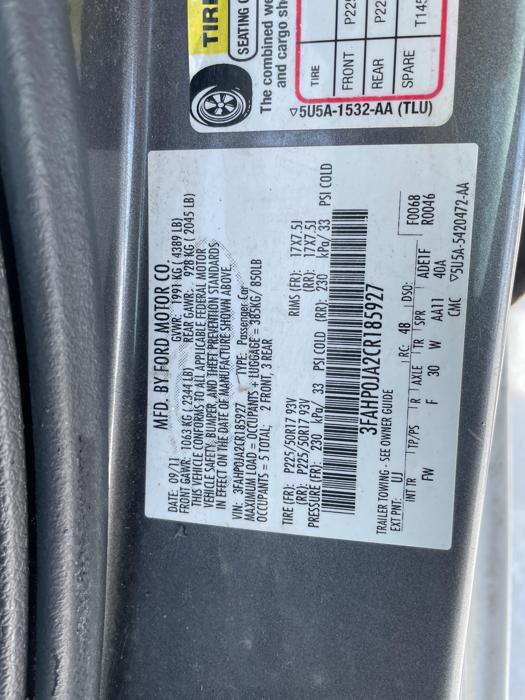 TIRE
SEATING
The combined
and cargo
TIRE
FRONT
REAR
SPARE
5U5A-1532-AA (TLU)
MFD. BY FORD MOTOR CO.
DATE: 09/11 GVWR: 1991 KG ( 4389 LB)
FRONT GAWR: 1063 KG ( 2344 LB) REAR GAWR: 928 KG ( 2045 LB)
THIS VEHICLE CONFORMS TO ALL APPLICABLE FEDERAL MOTOR
VEHICLE SAFETY, BUMPER, AND THEFT PREVENTION STANDARDS
IN EFFECT ON THE DATE OF MANUFACTURE SHOWN ABOVE.
VIN: 3FAHP0JA2CR185927 TYPE: Passenger Car
MAXIMUM LOAD = OCCUPANTS + LUGGAGE = 385KG/ 850LB
OCCUPANTS = 5 TOTAL: 2 FRONT, 3 REAR
TIRE (FR): P225/50R17 93V RIMS (FR): 17X7.5J
(RR): P225/50R17 93V (RR): 17X7.5J
PRESSURE (FR): 230 kPa/ 33 PSI COLD (RR): 230 kPa/ 33 PSI COLD
3FAHP0JA2CR185927
TRAILER TOWING - SEE OWNER GUIDE F0068
EXT PNT: UJ RC: 48 DSO: R0046
INT TR TP/PS R AXLE TR SPR ADE1F
FW F 30 W AA11 40A
CMC 5U5A-5420472-AA